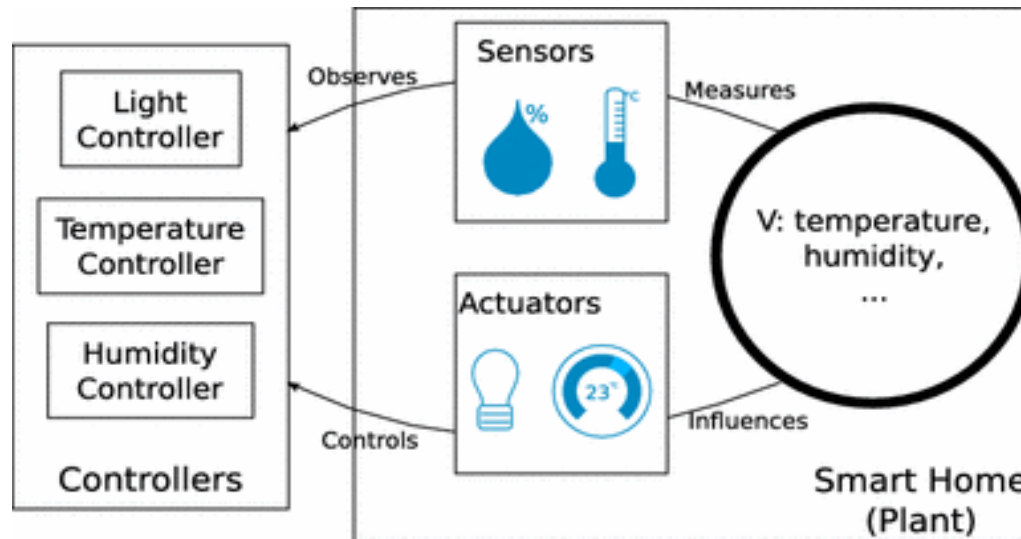 Light
Controller
Temperature
Controller
Humidity
Controller
Controllers
Observes
Controls
Sensors
%
°C
Actuators
23°C
Measures
Influences
V: temperature,
humidity,
...
Smart Home
(Plant)